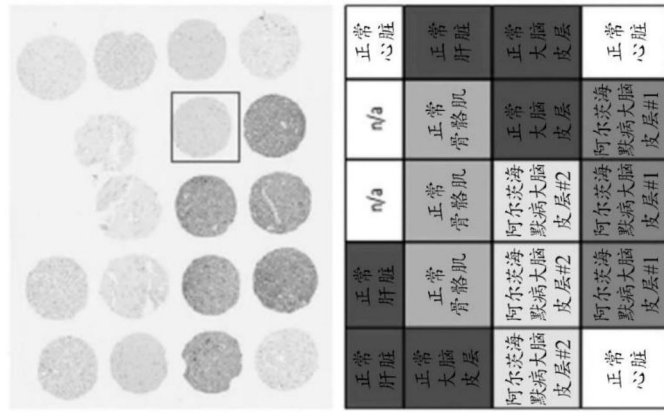 正常
心脏
正常
肝脏
正常
大脑
皮层
正常
心脏
n/a
正常
骨骼肌
正常
大脑
皮层
阿尔茨海
默病大脑
皮层#1
n/a
正常
骨骼肌
阿尔茨海
默病大脑
皮层#2
阿尔茨海
默病大脑
皮层#1
正常
肝脏
正常
骨骼肌
阿尔茨海
默病大脑
皮层#2
阿尔茨海
默病大脑
皮层#1
正常
肝脏
正常
大脑
皮层
阿尔茨海
默病大脑
皮层#2
正常
心脏